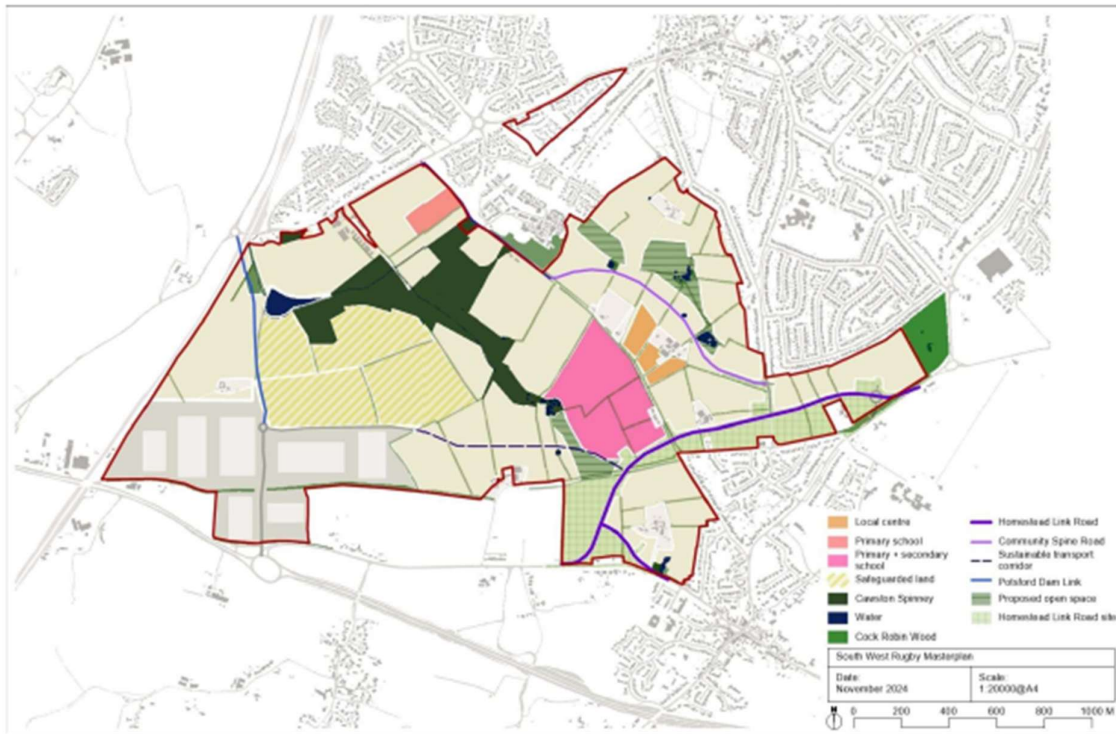 Local centre
Primary school
Primary + secondary
school
Safeguarded land
Cawston Spinney
Water
Cock Robin Wood
Homestead Link Road
Community Spine Road
Sustainable transport
corridor
Potsford Dam Link
Proposed open space
Homestead Link Road site
South West Rugby Masterplan
Date:
November 2024
Scale:
1:20000@A4
N
0 200 400 600 800 1000 M